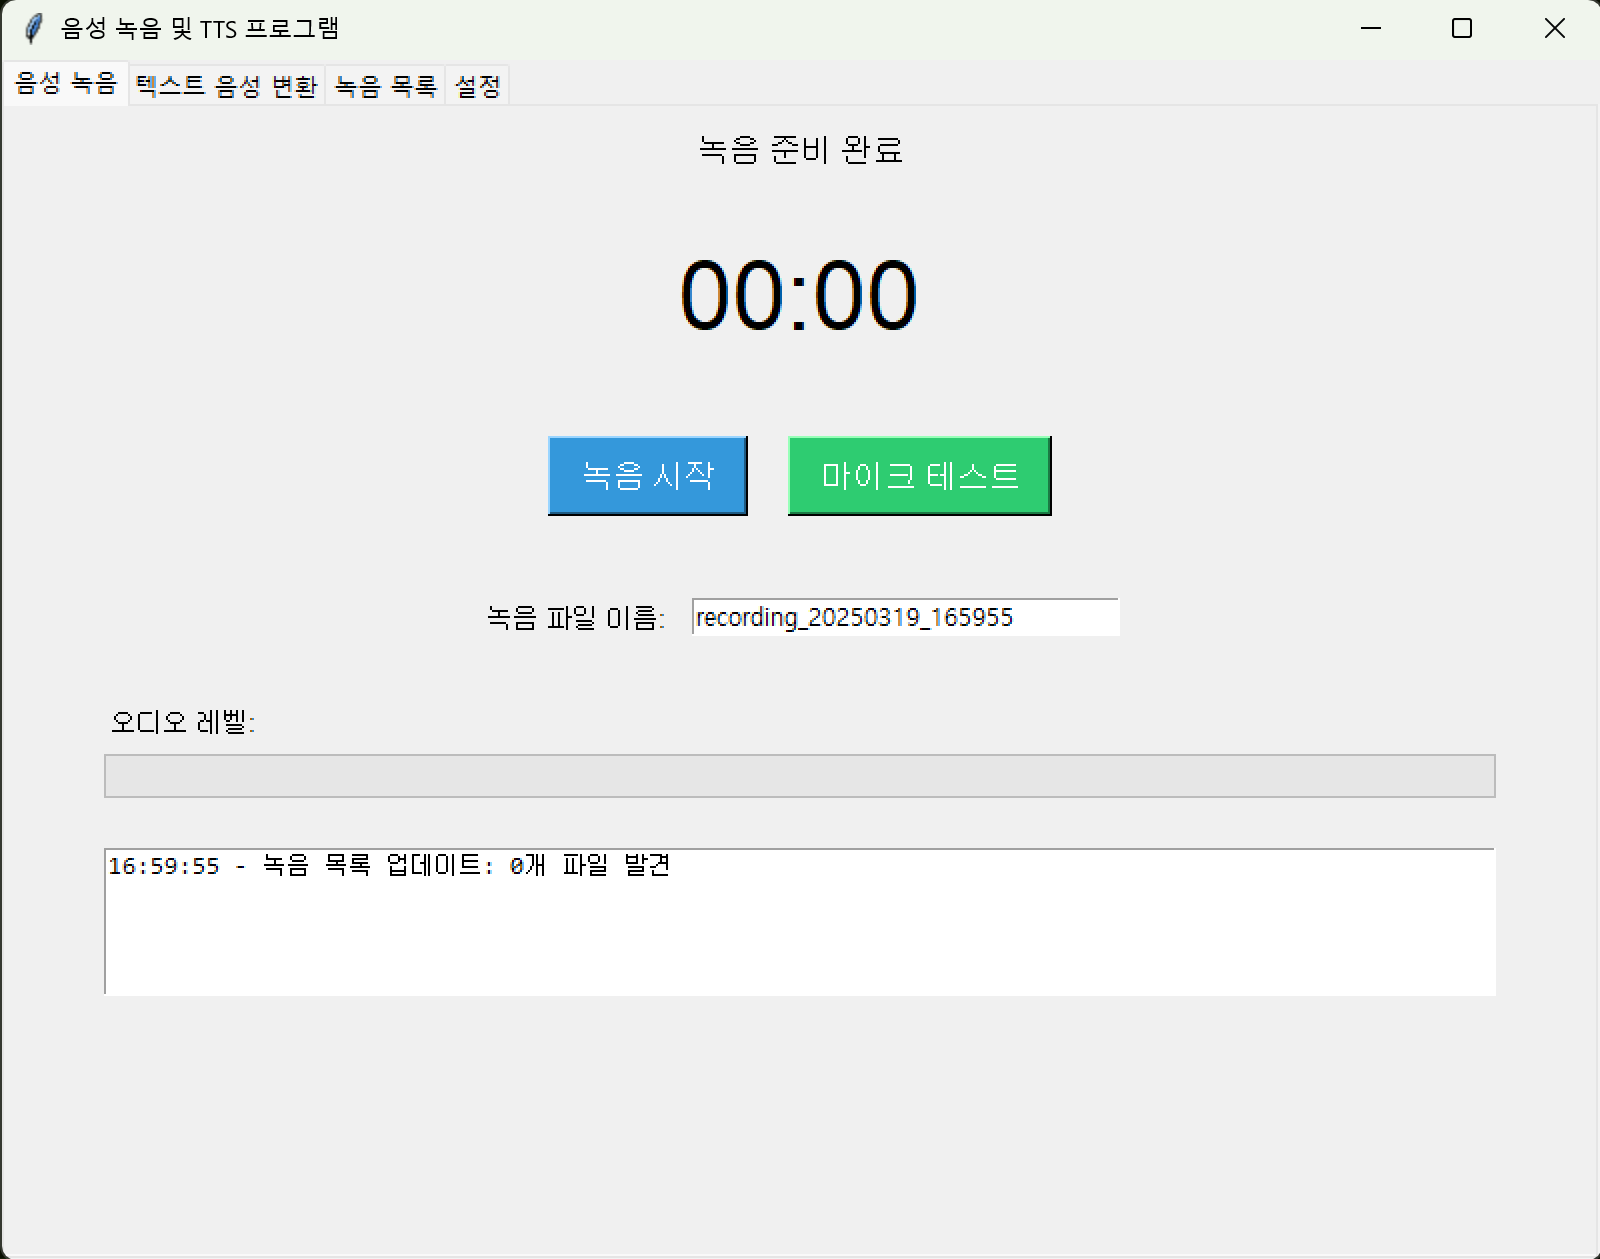 음성 녹음 및 TTS 프로그램
음성 녹음 텍스트 음성 변환 녹음 목록 설정
녹음 준비 완료
00:00
녹음 시작 마이크 테스트
녹음 파일 이름: recording_20250319_165955
오디오 레벨:
16:59:55 - 녹음 목록 업데이트: 0개 파일 발견